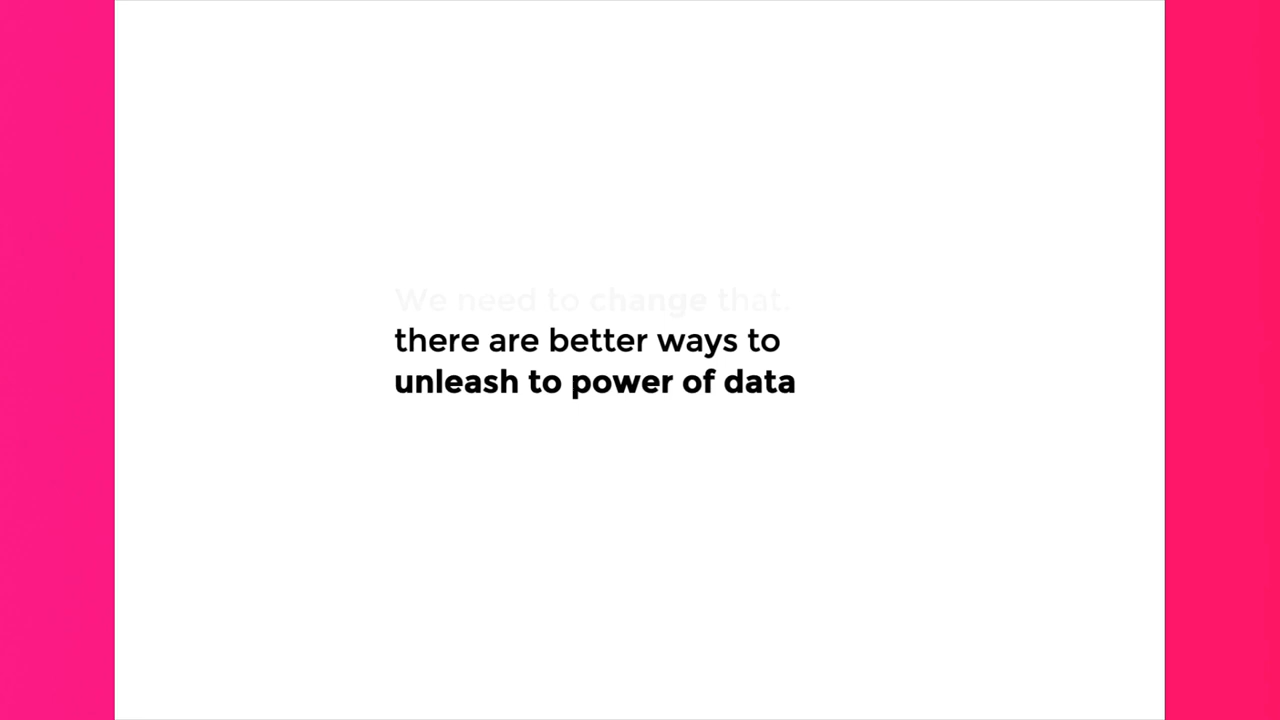 We need to change that.
there are better ways to
unleash to power of data